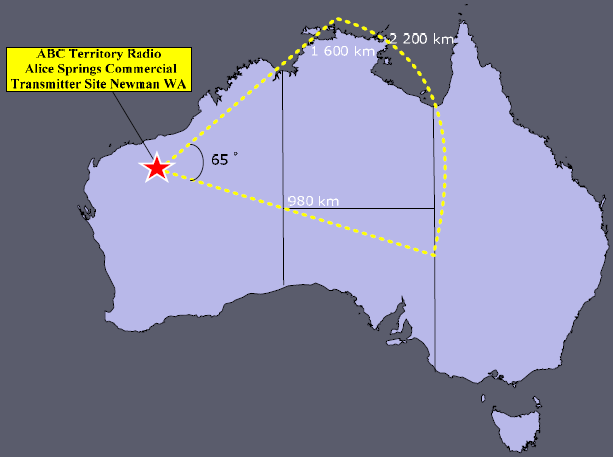 ABC Territory Radio
Alice Springs Commercial
Transmitter Site Newman WA
2 200 km
1 600 km
65 °
980 km